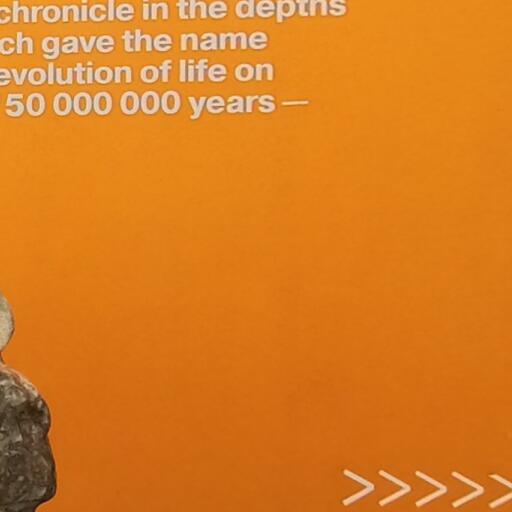 chronicle in the depths
ch gave the name
evolution of life on
50 000 000 years —
>>>>>